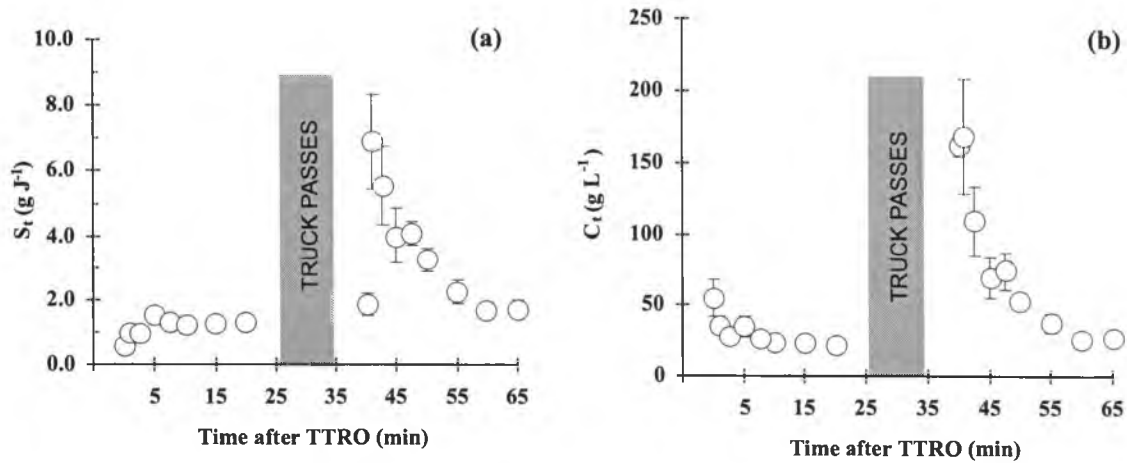 (a)
10.0
8.0
6.0
4.0
2.0
0.0
St (g J-1)
TRUCK PASSES
5 15 25 35 45 55 65
Time after TTRO (min)
(b)
250
200
150
100
50
0
Ct (g L-1)
TRUCK PASSES
5 15 25 35 45 55 65
Time after TTRO (min)